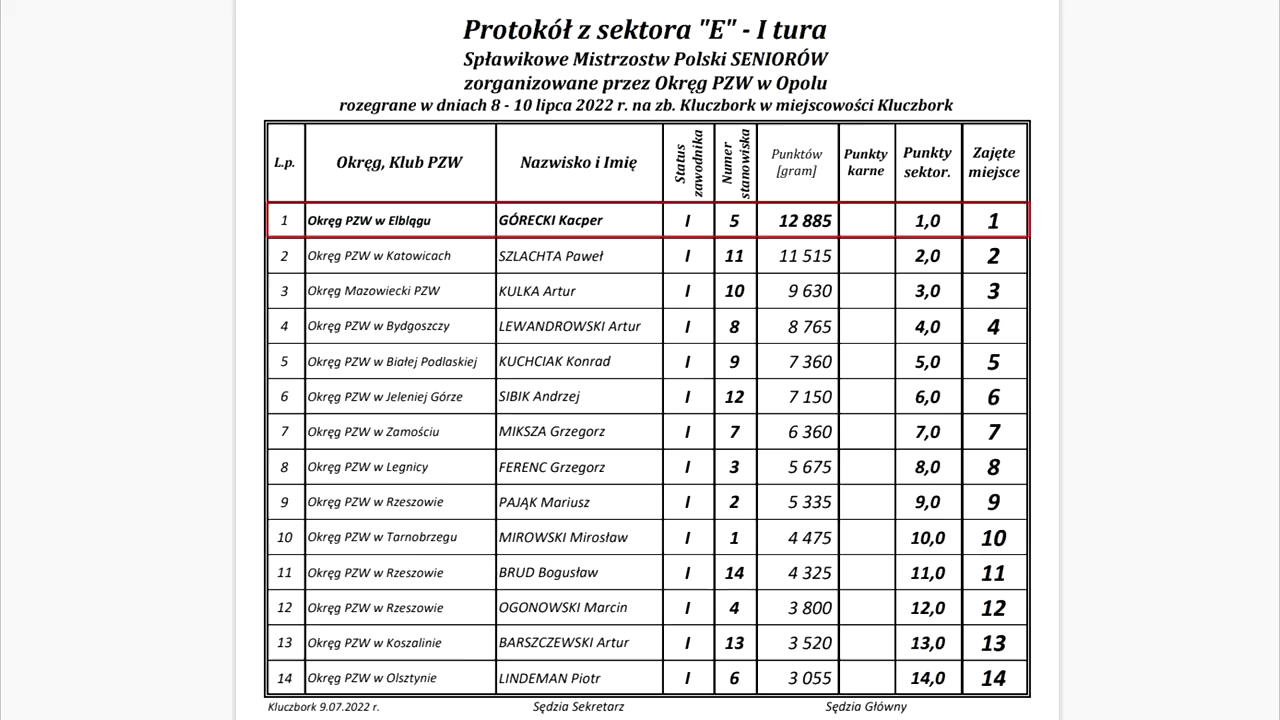 Protokół z sektora "E" - I tura
Spławikowe Mistrzostw Polski SENIORÓW
zorganizowane przez Okręg PZW w Opolu
rozegrane w dniach 8 - 10 lipca 2022 r. na zb. Kluczbork w miejscowości Kluczbork
L.p. Okręg, Klub PZW Nazwisko i Imię Status zawodnika Numer stanowiska Punktów [gram] Punkty karne Punkty sektor. Zajęte miejsce
1 Okręg PZW w Elblągu GÓRECKI Kacper I 5 12 885 1,0 1
2 Okręg PZW w Katowicach SZLACHTA Paweł I 11 11 515 2,0 2
3 Okręg Mazowiecki PZW KULKA Artur I 10 9 630 3,0 3
4 Okręg PZW w Bydgoszczy LEWANDROWSKI Artur I 8 8 765 4,0 4
5 Okręg PZW w Białej Podlaskiej KUCHCIAK Konrad I 9 7 360 5,0 5
6 Okręg PZW w Jeleniej Górze SIBIK Andrzej I 12 7 150 6,0 6
7 Okręg PZW w Zamościu MIKSZA Grzegorz I 7 6 360 7,0 7
8 Okręg PZW w Legnicy FERENC Grzegorz I 3 5 675 8,0 8
9 Okręg PZW w Rzeszowie PAJĄK Mariusz I 2 5 335 9,0 9
10 Okręg PZW w Tarnobrzegu MIROWSKI Mirosław I 1 4 475 10,0 10
11 Okręg PZW w Rzeszowie BRUD Bogusław I 14 4 325 11,0 11
12 Okręg PZW w Rzeszowie OGONOWSKI Marcin I 4 3 800 12,0 12
13 Okręg PZW w Koszalinie BARSZCZEWSKI Artur I 13 3 520 13,0 13
14 Okręg PZW w Olsztynie LINDEMAN Piotr I 6 3 055 14,0 14
Kluczbork 9.07.2022 r. Sędzia Sekretarz Sędzia Główny